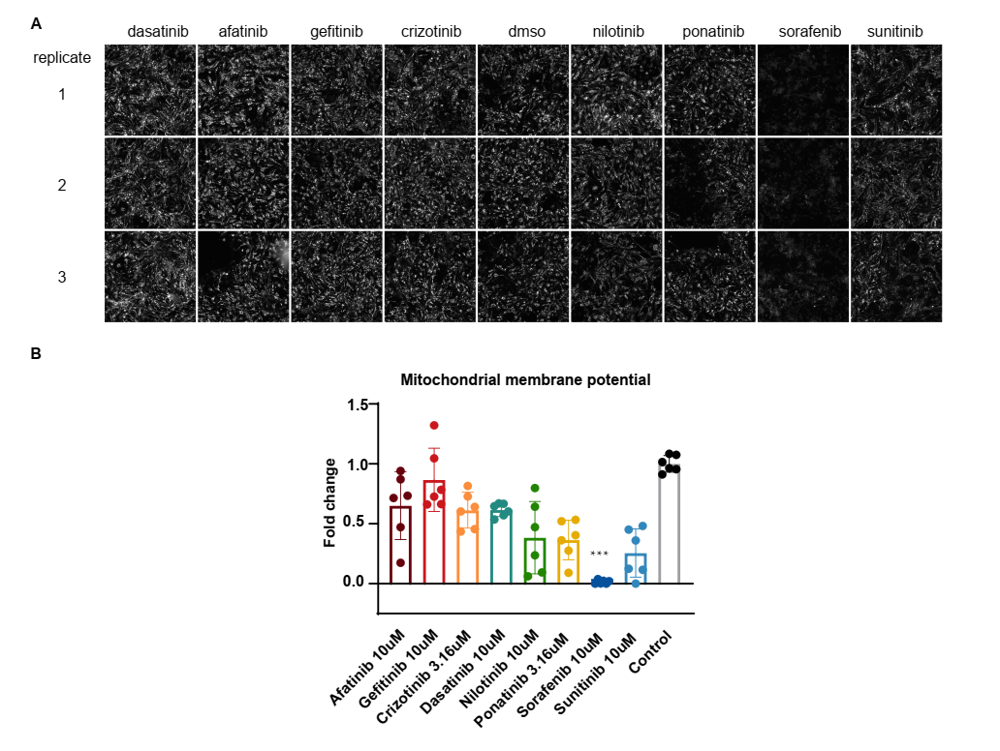 A
dasatinib afatinib gefitinib crizotinib dmso nilotinib ponatinib sorafenib sunitinib
replicate
1
2
3
B
Mitochondrial membrane potential
Fold change
1.5
1.0
0.5
0.0
***
Afatinib 10uM
Gefitinib 10uM
Crizotinib 3.16uM
Dasatinib 10uM
Nilotinib 10uM
Ponatinib 3.16uM
Sorafenib 10uM
Sunitinib 10uM
Control